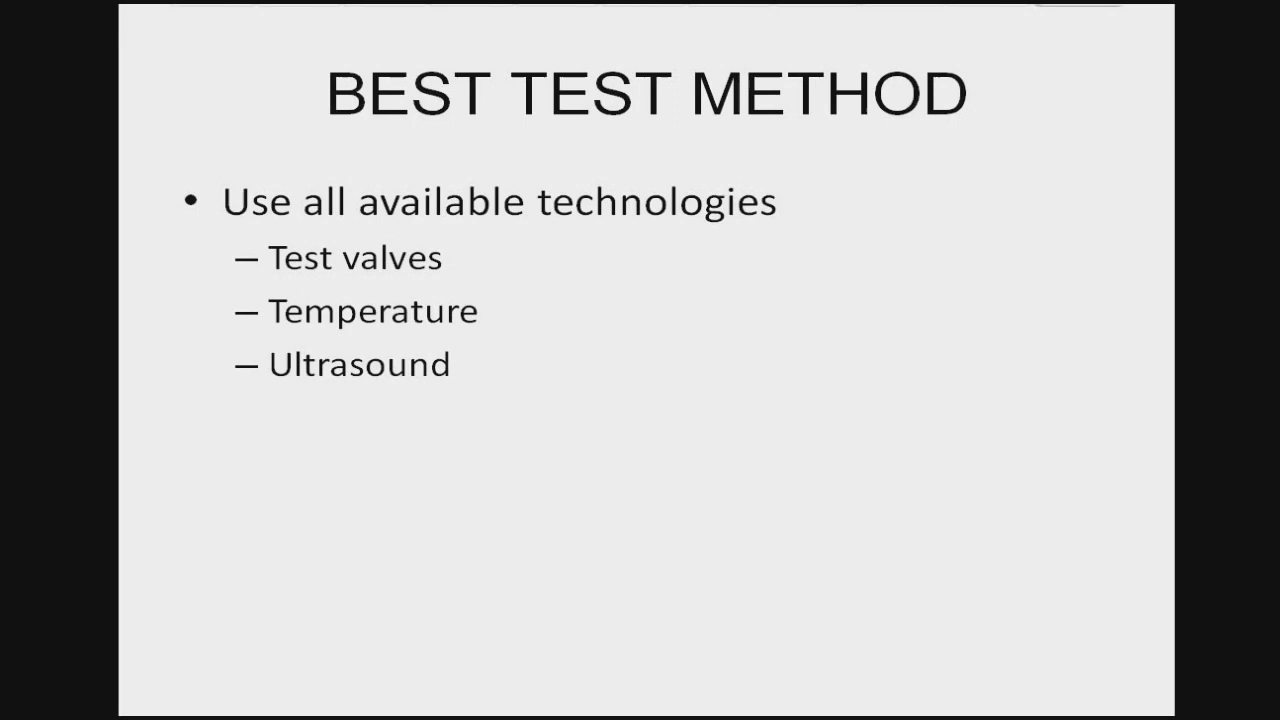 BEST TEST METHOD
• Use all available technologies
– Test valves
– Temperature
– Ultrasound